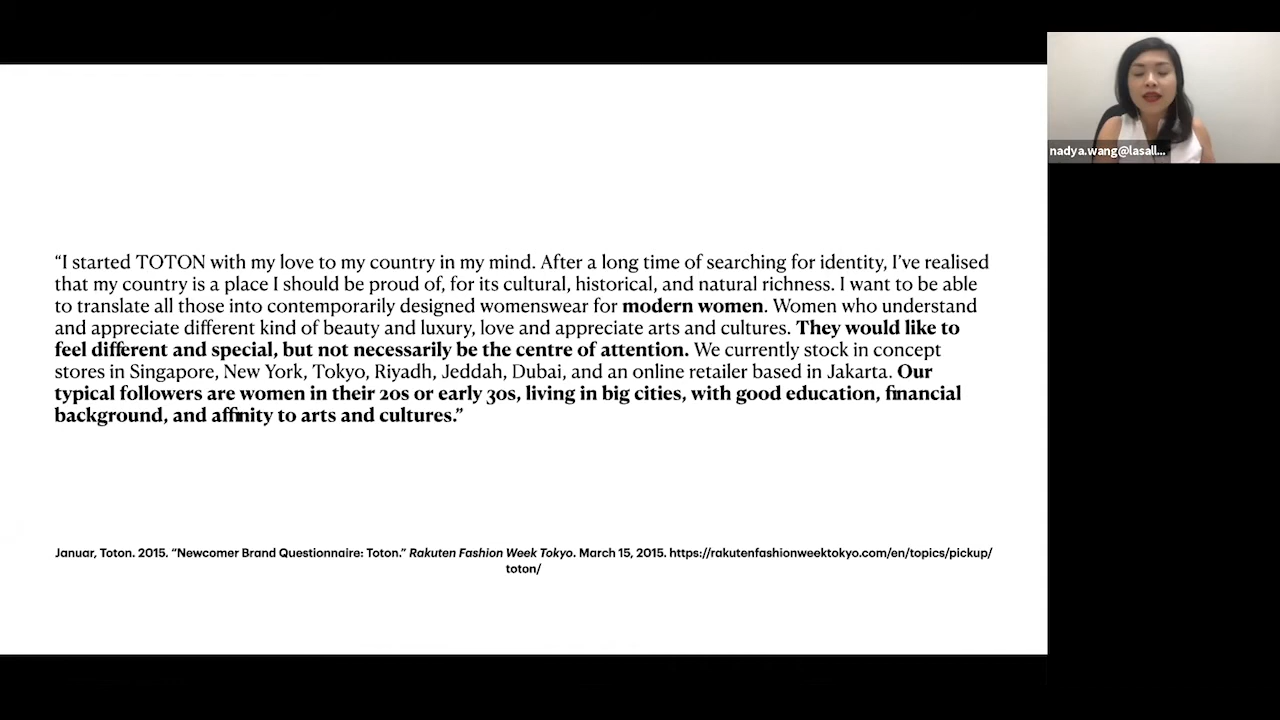 “I started TOTON with my love to my country in my mind. After a long time of searching for identity, I’ve realised
that my country is a place I should be proud of, for its cultural, historical, and natural richness. I want to be able
to translate all those into contemporarily designed womenswear for modern women. Women who understand
and appreciate different kind of beauty and luxury, love and appreciate arts and cultures. They would like to
feel different and special, but not necessarily be the centre of attention. We currently stock in concept
stores in Singapore, New York, Tokyo, Riyadh, Jeddah, Dubai, and an online retailer based in Jakarta. Our
typical followers are women in their 20s or early 30s, living in big cities, with good education, financial
background, and affinity to arts and cultures.”
Januar, Toton. 2015. “Newcomer Brand Questionnaire: Toton.” Rakuten Fashion Week Tokyo. March 15, 2015. https://rakutenfashionweektokyo.com/en/topics/pickup/
toton/
nadya.wang@lasall...